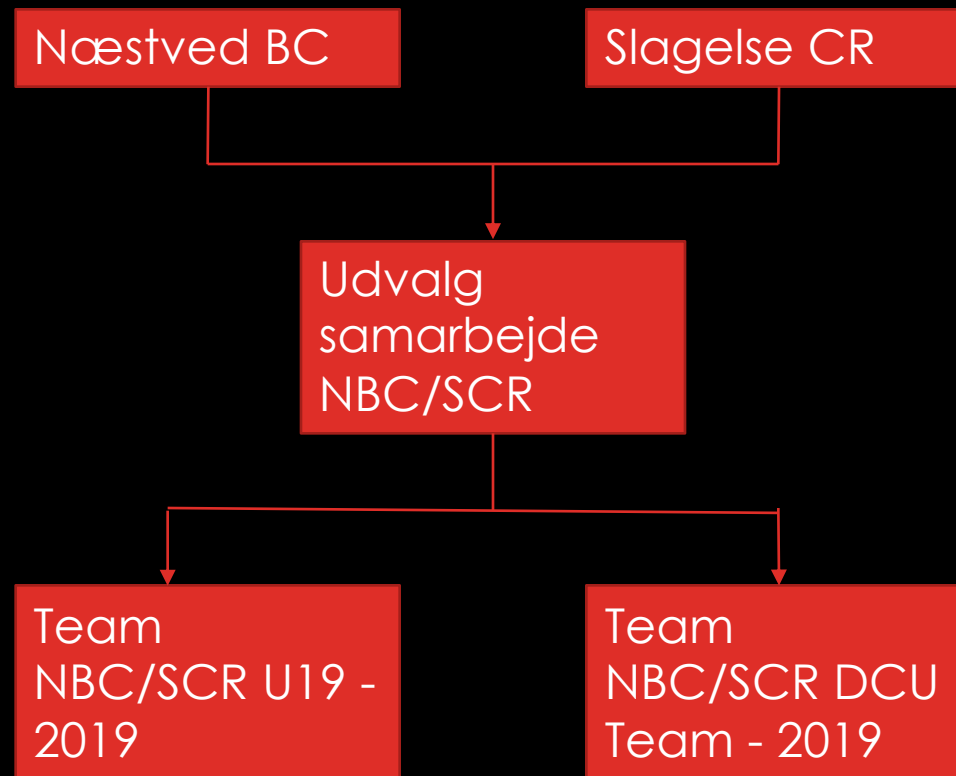 Næstved BC
Slagelse CR
Udvalg
samarbejde
NBC/SCR
Team
NBC/SCR U19 -
2019
Team
NBC/SCR DCU
Team - 2019